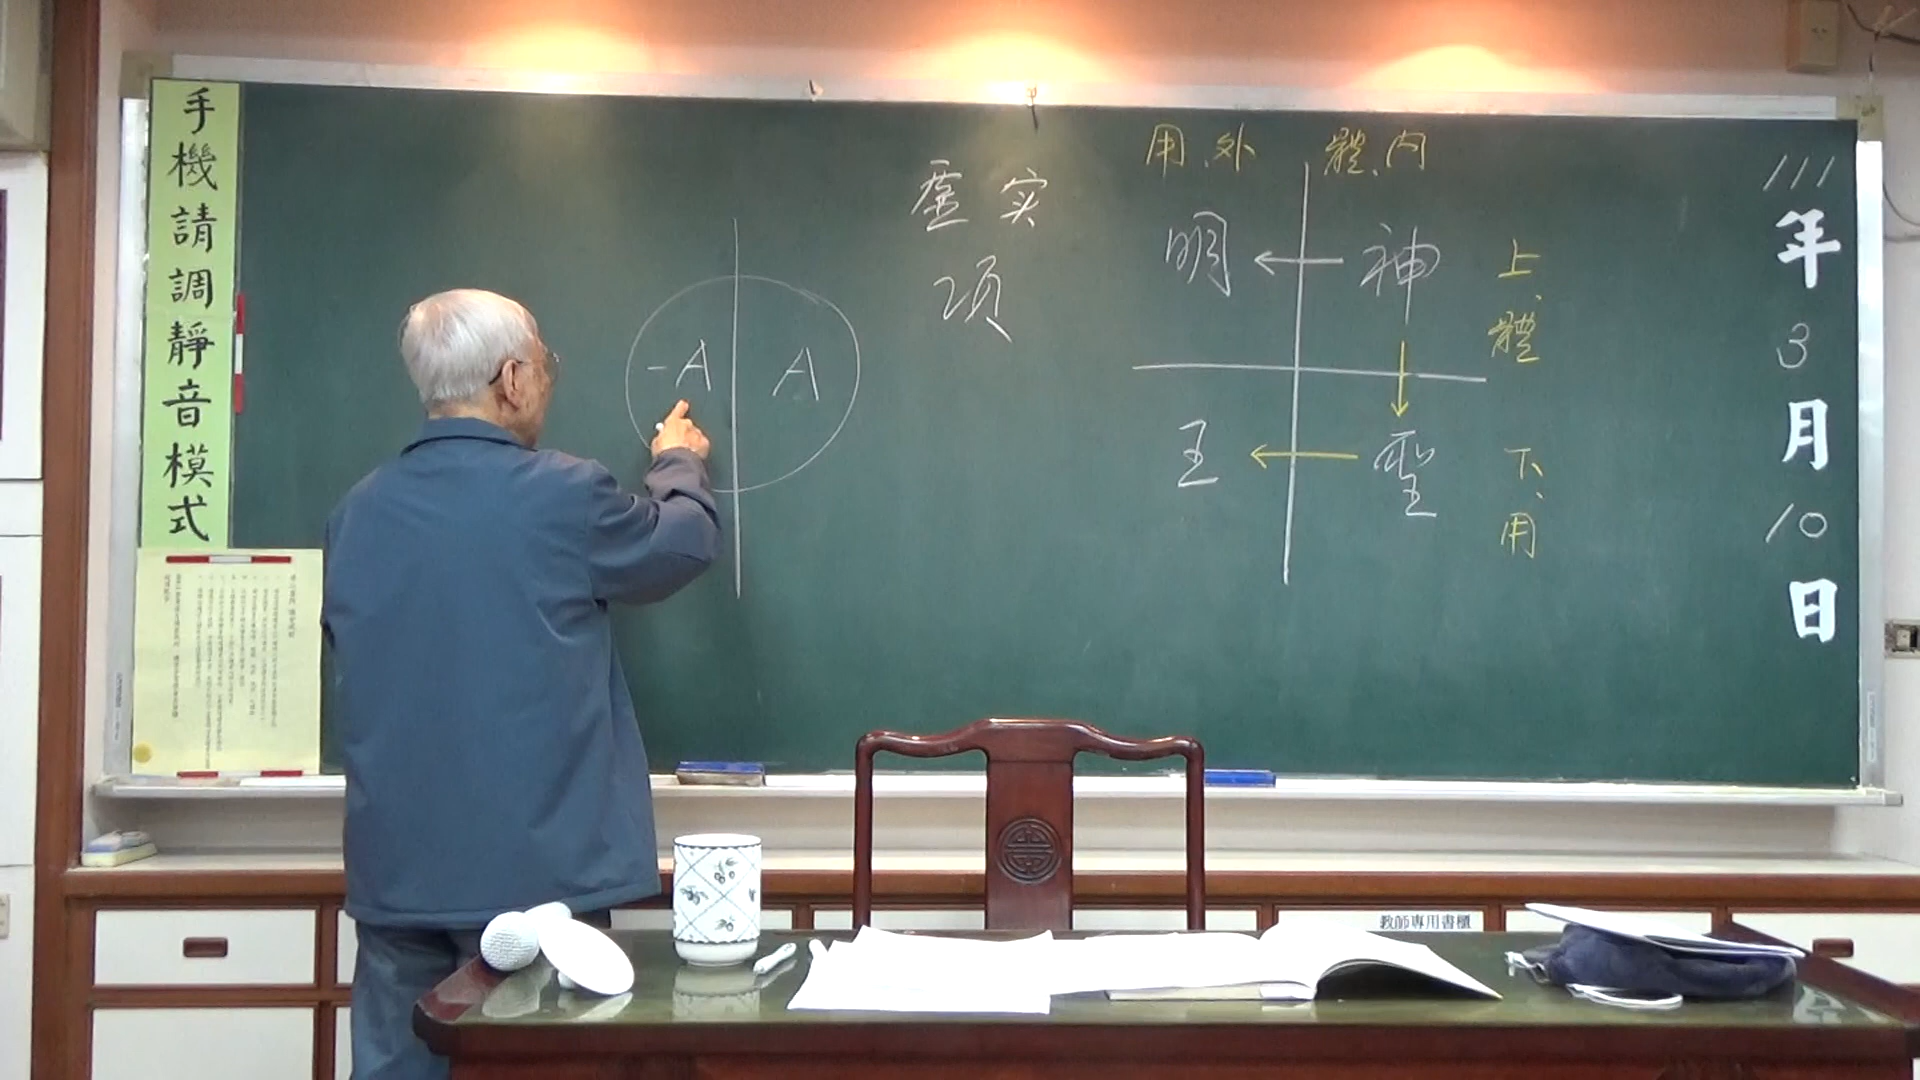 手機請調靜音模式
-A A
虛实
項
用、外 體、內
明 ← 神
王 ← 聖
上、體
下、用
111
年
3
月
10
日
教師專用書櫃